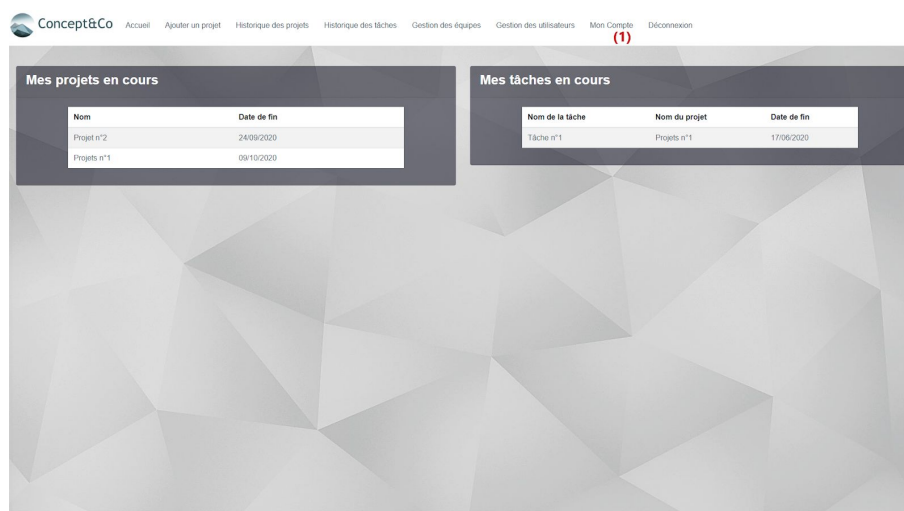 Concept&Co Accueil Ajouter un projet Historique des projets Historique des tâches Gestion des équipes Gestion des utilisateurs Mon Compte Déconnexion
(1)
Mes projets en cours
Nom Date de fin
Projet n°2 24/09/2020
Projets n°1 09/10/2020
Mes tâches en cours
Nom de la tâche Nom du projet Date de fin
Tâche n°1 Projets n°1 17/06/2020